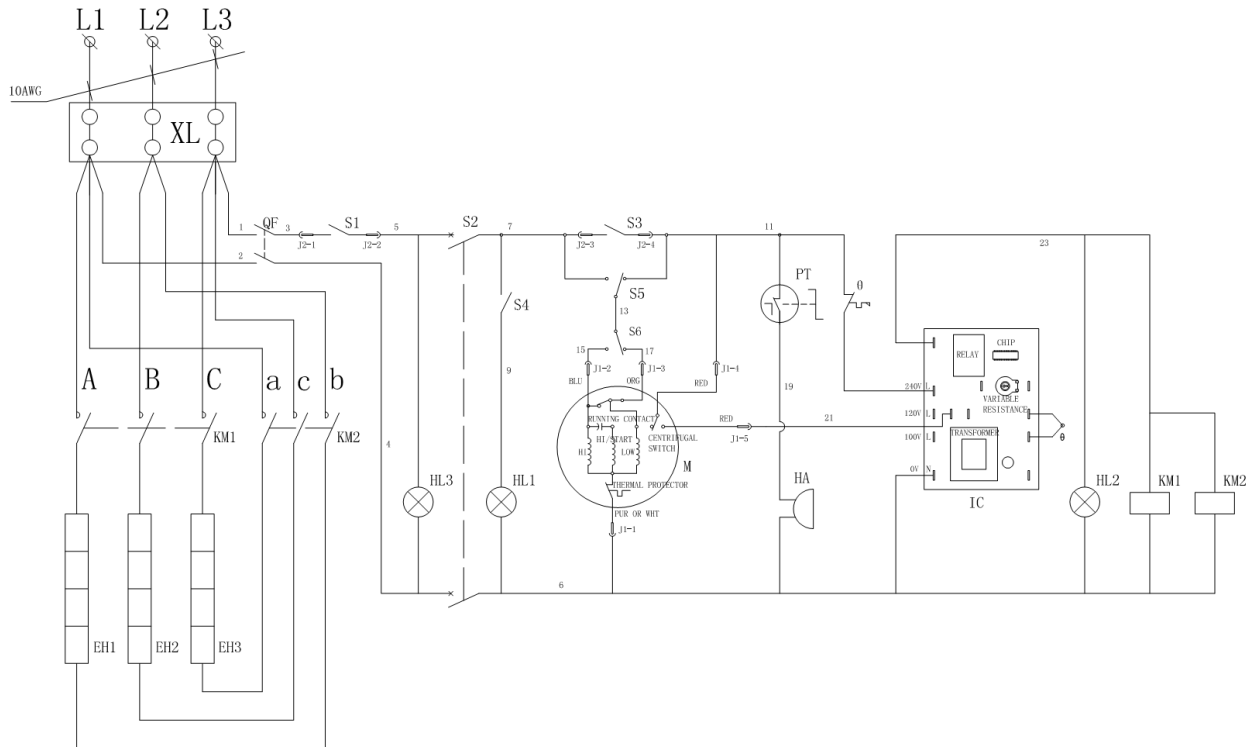 L1 L2 L3
10AWG
XL
1 QF 3 S1 5 S2 7 S3 11
J2-1 J2-2 J2-3 J2-4
2
23
PT θ
S4 S5
13
S6
15 17
J1-2 J1-3 J1-4
BLU ORG RED
9 19
RELAY CHIP
240V L
VARIABLE
RESISTANCE
120V L
100V L
TRANSFORMER
θ
0V N
IC
A B C a c b
KM1 KM2
4
RUNNING CONTACT
HI/START
HI LOW
CENTRIFUGAL
SWITCH
RED 21
J1-5
M
THERMAL PROTECTOR
PUR OR WHT
J1-1
HL3 HL1 HA HL2 KM1 KM2
6
EH1 EH2 EH3